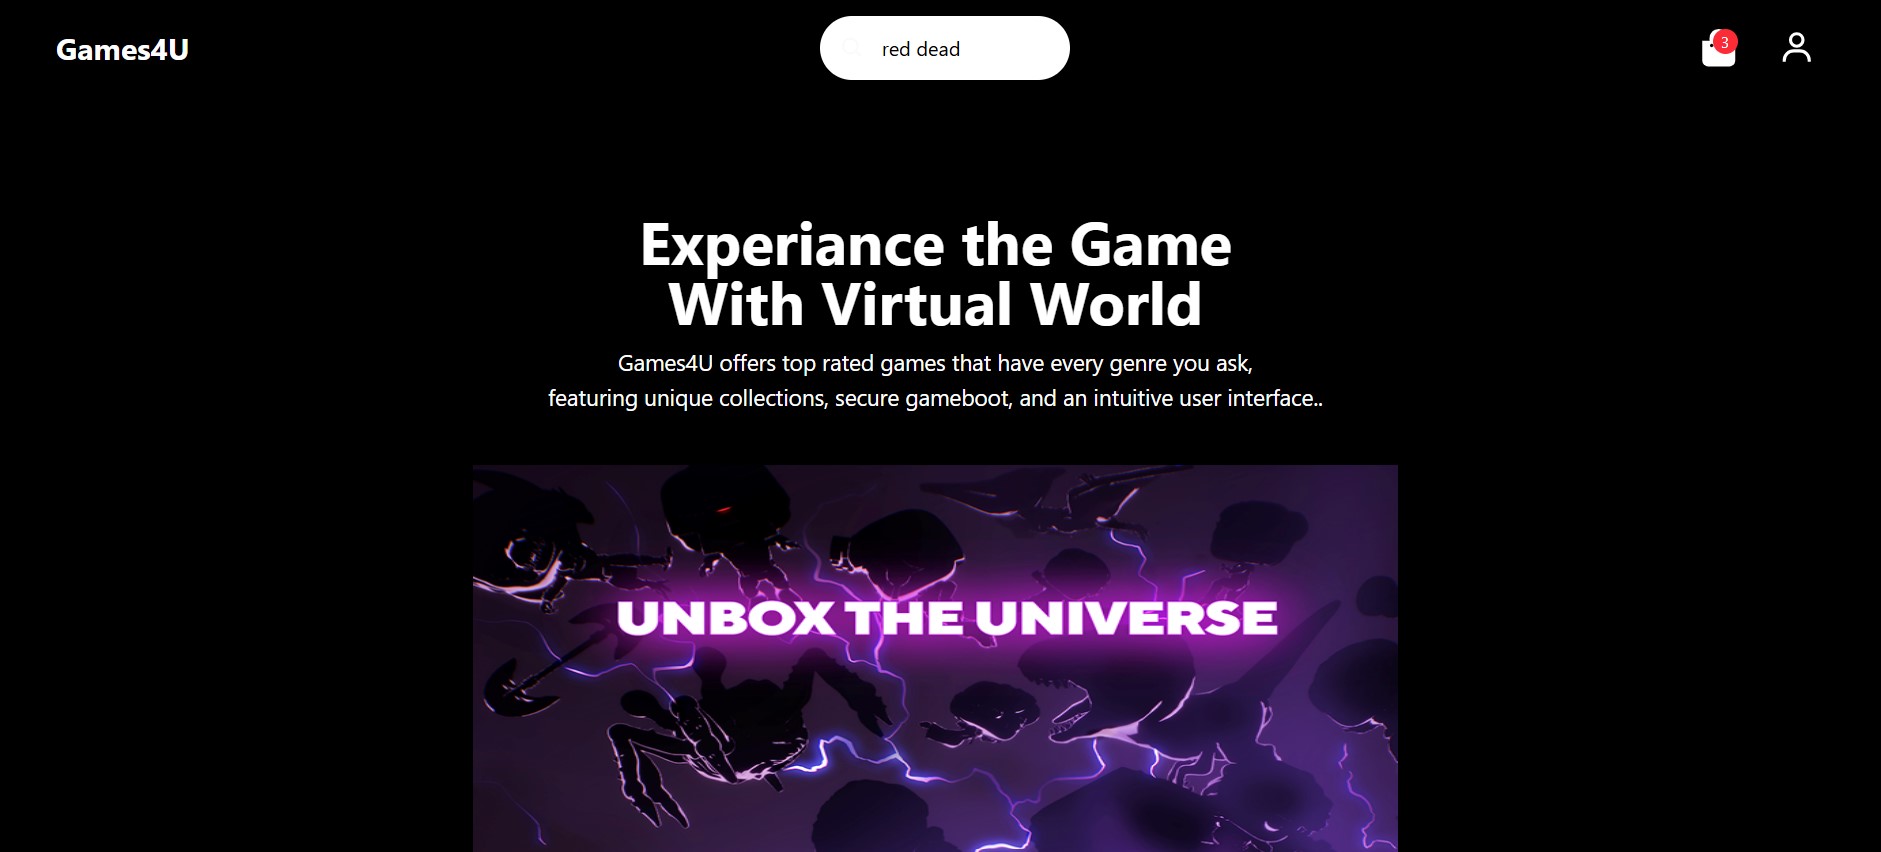 Games4U
red dead
3
Experiance the Game
With Virtual World
Games4U offers top rated games that have every genre you ask,
featuring unique collections, secure gameboot, and an intuitive user interface..
UNBOX THE UNIVERSE